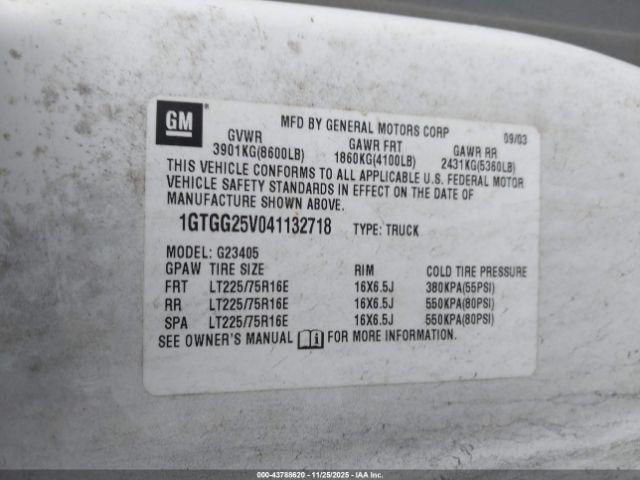 GM
MFD BY GENERAL MOTORS CORP 09/03
GVWR GAWR FRT GAWR RR
3901KG(8600LB) 1860KG(4100LB) 2431KG(5360LB)
THIS VEHICLE CONFORMS TO ALL APPLICABLE U.S. FEDERAL MOTOR
VEHICLE SAFETY STANDARDS IN EFFECT ON THE DATE OF
MANUFACTURE SHOWN ABOVE.
1GTGG25V041132718 TYPE: TRUCK
MODEL: G23405
GPAW TIRE SIZE RIM COLD TIRE PRESSURE
FRT LT225/75R16E 16X6.5J 380KPA(55PSI)
RR LT225/75R16E 16X6.5J 550KPA(80PSI)
SPA LT225/75R16E 16X6.5J 550KPA(80PSI)
SEE OWNER'S MANUAL FOR MORE INFORMATION.
000-43788620 - 11/25/2025 - IAAI, Inc.